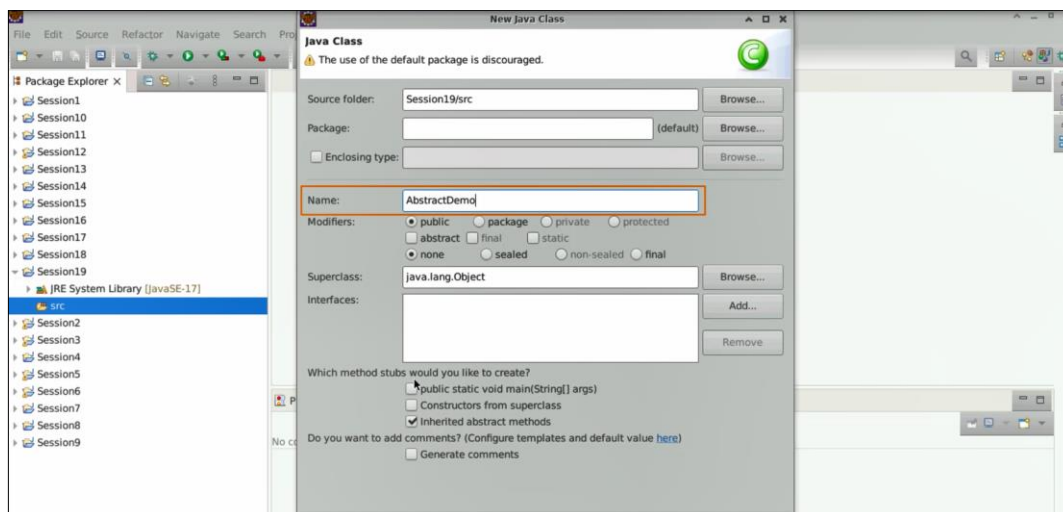 New Java Class
File Edit Source Refactor Navigate Search
Java Class
The use of the default package is discouraged.
Package Explorer
Session1
Session10
Session11
Session12
Session13
Session14
Session15
Session16
Session17
Session18
Session19
JRE System Library [JavaSE-17]
src
Session2
Session3
Session4
Session5
Session6
Session7
Session8
Session9
Source folder: Session19/src Browse...
Package: (default) Browse...
Enclosing type: Browse...
Name: AbstractDemo
Modifiers: public package private protected
abstract final static
none sealed non-sealed final
Superclass: java.lang.Object Browse...
Interfaces: Add...
Remove
Which method stubs would you like to create?
public static void main(String[] args)
Constructors from superclass
Inherited abstract methods
Do you want to add comments? (Configure templates and default value here)
Generate comments